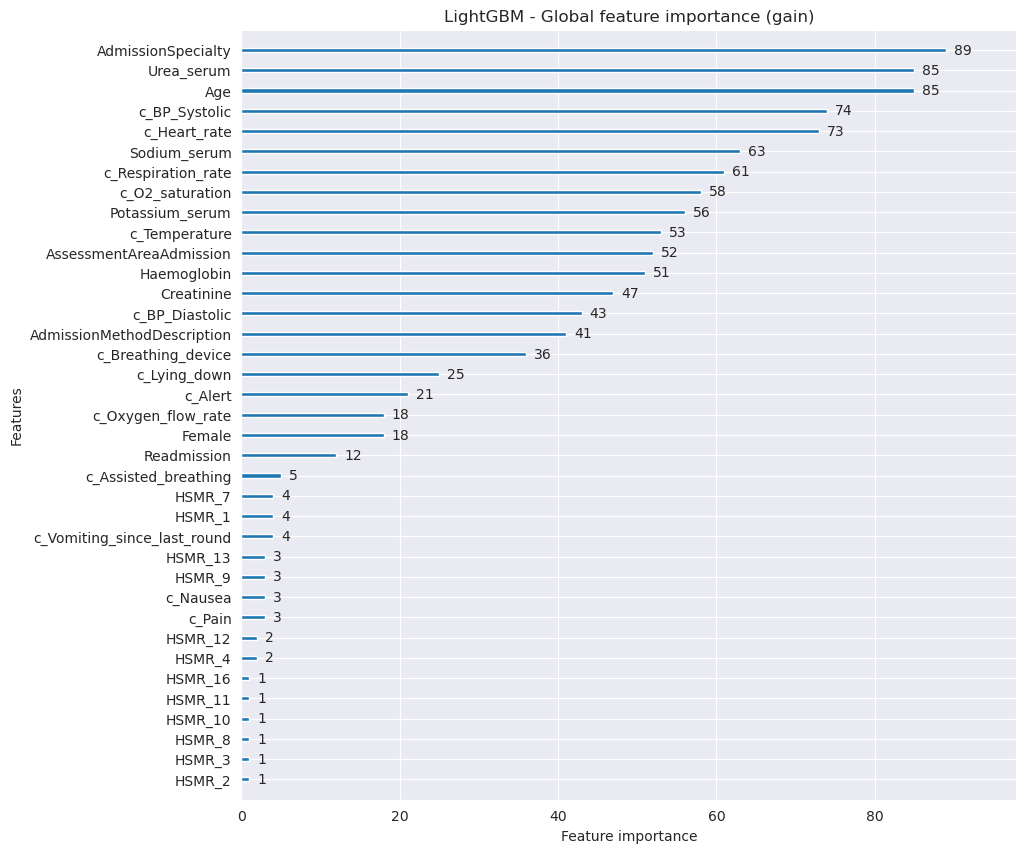 LightGBM - Global feature importance (gain)
AdmissionSpecialty 89
Urea_serum 85
Age 85
c_BP_Systolic 74
c_Heart_rate 73
Sodium_serum 63
c_Respiration_rate 61
c_O2_saturation 58
Potassium_serum 56
c_Temperature 53
AssessmentAreaAdmission 52
Haemoglobin 51
Creatinine 47
c_BP_Diastolic 43
AdmissionMethodDescription 41
c_Breathing_device 36
c_Lying_down 25
c_Alert 21
c_Oxygen_flow_rate 18
Female 18
Readmission 12
c_Assisted_breathing 5
HSMR_7 4
HSMR_1 4
c_Vomiting_since_last_round 4
HSMR_13 3
HSMR_9 3
c_Nausea 3
c_Pain 3
HSMR_12 2
HSMR_4 2
HSMR_16 1
HSMR_11 1
HSMR_10 1
HSMR_8 1
HSMR_3 1
HSMR_2 1
Features
0 20 40 60 80
Feature importance